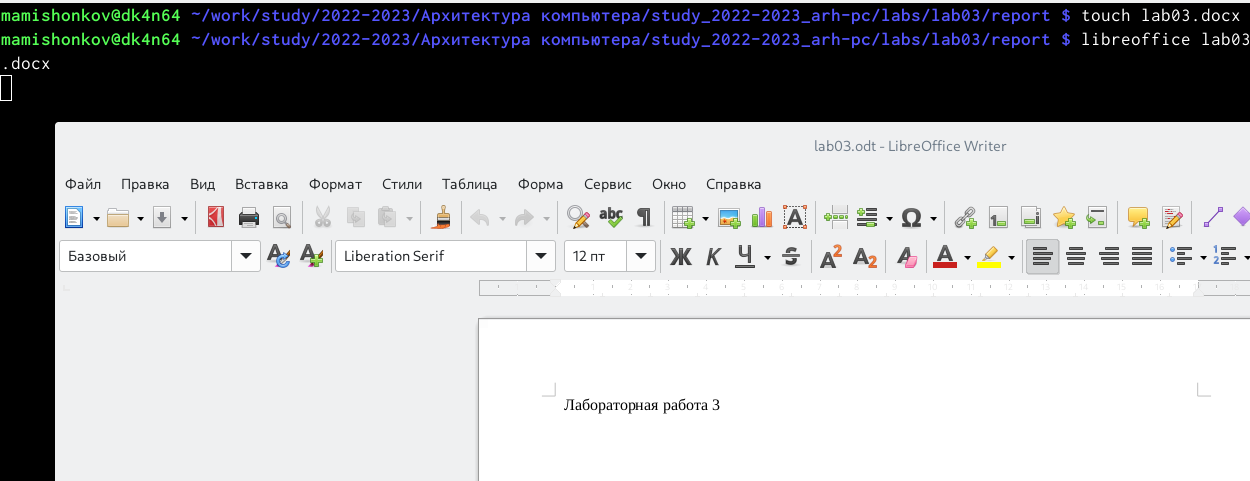 mamishonkov@dk4n64 ~/work/study/2022-2023/Архитектура компьютера/study_2022-2023_arh-pc/labs/lab03/report $ touch lab03.docx
mamishonkov@dk4n64 ~/work/study/2022-2023/Архитектура компьютера/study_2022-2023_arh-pc/labs/lab03/report $ libreoffice lab03
.docx
lab03.odt - LibreOffice Writer
Файл Правка Вид Вставка Формат Стили Таблица Форма Сервис Окно Справка
Базовый Liberation Serif 12 пт Ж К Ч S A2 A2 A A
Лабораторная работа 3